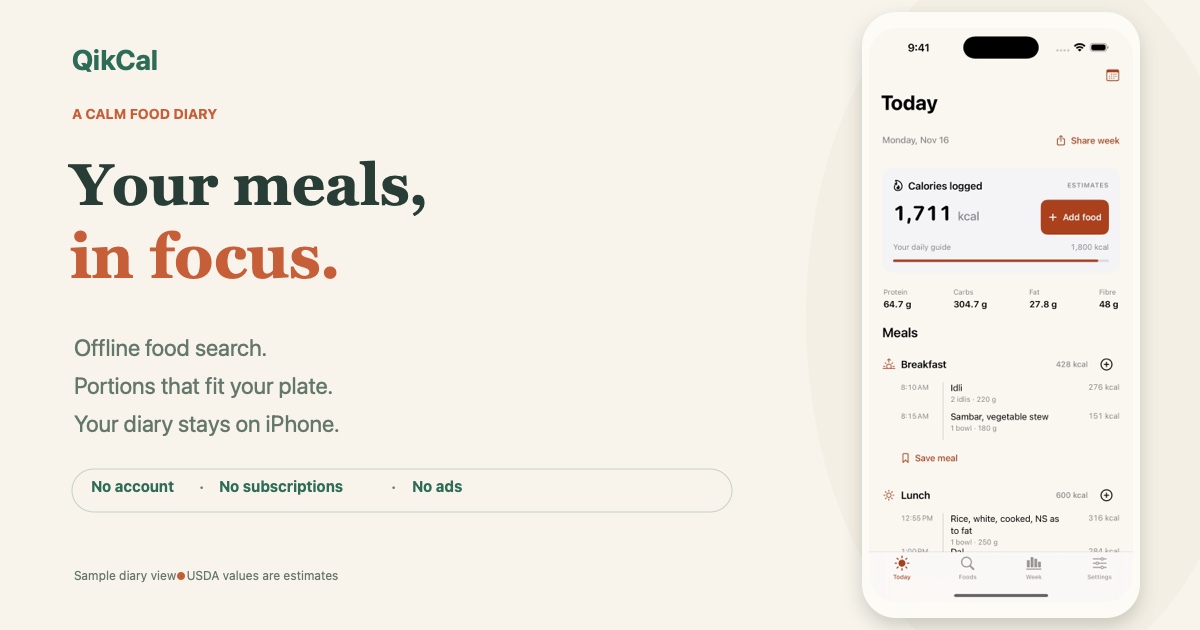 QikCal
A CALM FOOD DIARY
Your meals,
in focus.
Offline food search.
Portions that fit your plate.
Your diary stays on iPhone.
No account · No subscriptions · No ads
Sample diary view●USDA values are estimates
9:41
Today
Monday, Nov 16 Share week
Calories logged ESTIMATES
1,711 kcal + Add food
Your daily guide 1,800 kcal
Protein Carbs Fat Fibre
64.7 g 304.7 g 27.8 g 48 g
Meals
Breakfast 428 kcal
8:10 AM Idli 276 kcal
2 idlis · 220 g
8:15 AM Sambar, vegetable stew 151 kcal
1 bowl · 180 g
Save meal
Lunch 600 kcal
12:55 PM Rice, white, cooked, NS as 316 kcal
to fat
1 bowl · 250 g
1:00 PM Dal 284 kcal
Today Foods Week Settings